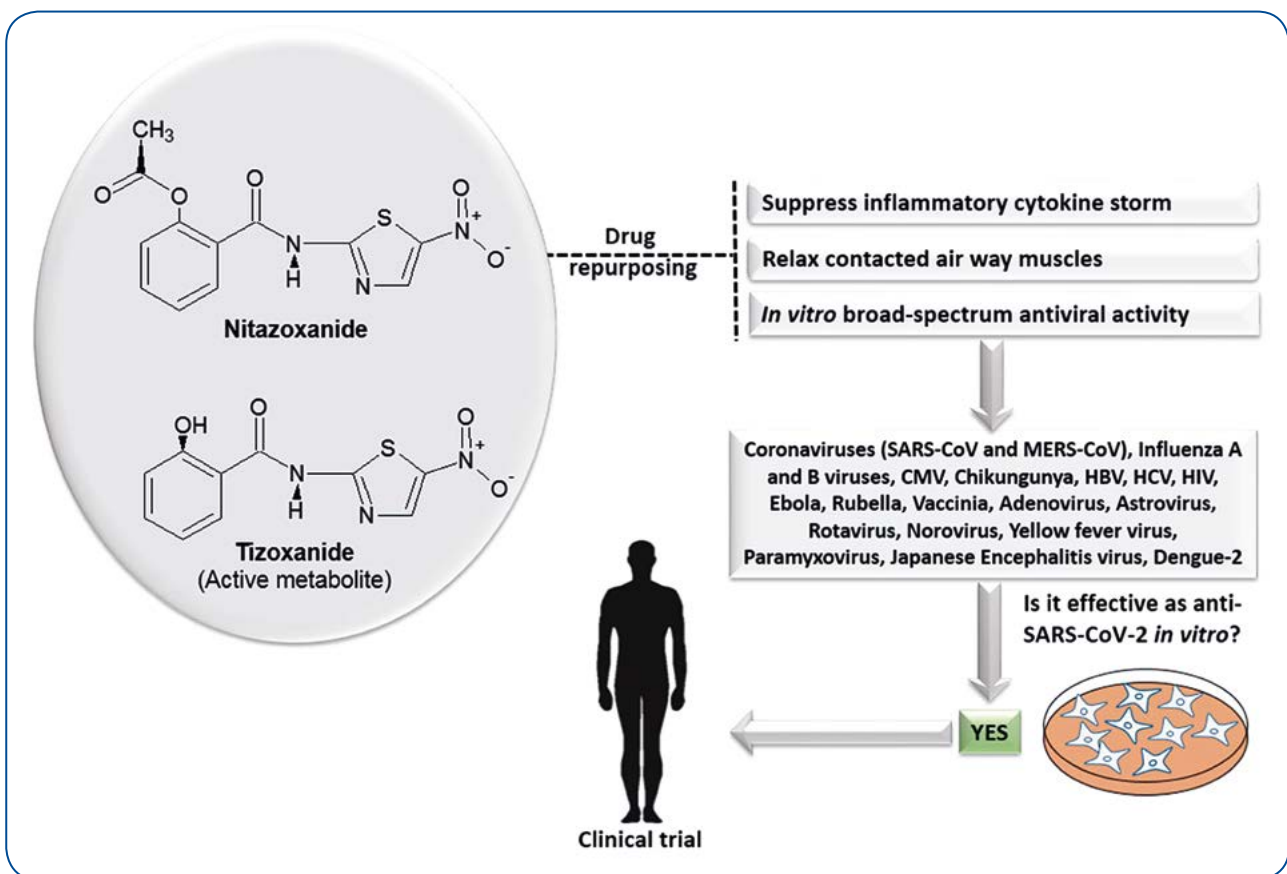 CH₃
O
O
O
N
H
S
N
O
N⁺
O⁻
Nitazoxanide
OH
O
N
H
S
N
O
N⁺
O⁻
Tizoxanide
(Active metabolite)
Drug
repurposing
Suppress inflammatory cytokine storm
Relax contacted air way muscles
In vitro broad-spectrum antiviral activity
Coronaviruses (SARS-CoV and MERS-CoV), Influenza A
and B viruses, CMV, Chikungunya, HBV, HCV, HIV,
Ebola, Rubella, Vaccinia, Adenovirus, Astrovirus,
Rotavirus, Norovirus, Yellow fever virus,
Paramyxovirus, Japanese Encephalitis virus, Dengue-2
Is it effective as anti-
SARS-CoV-2 in vitro?
YES
Clinical trial